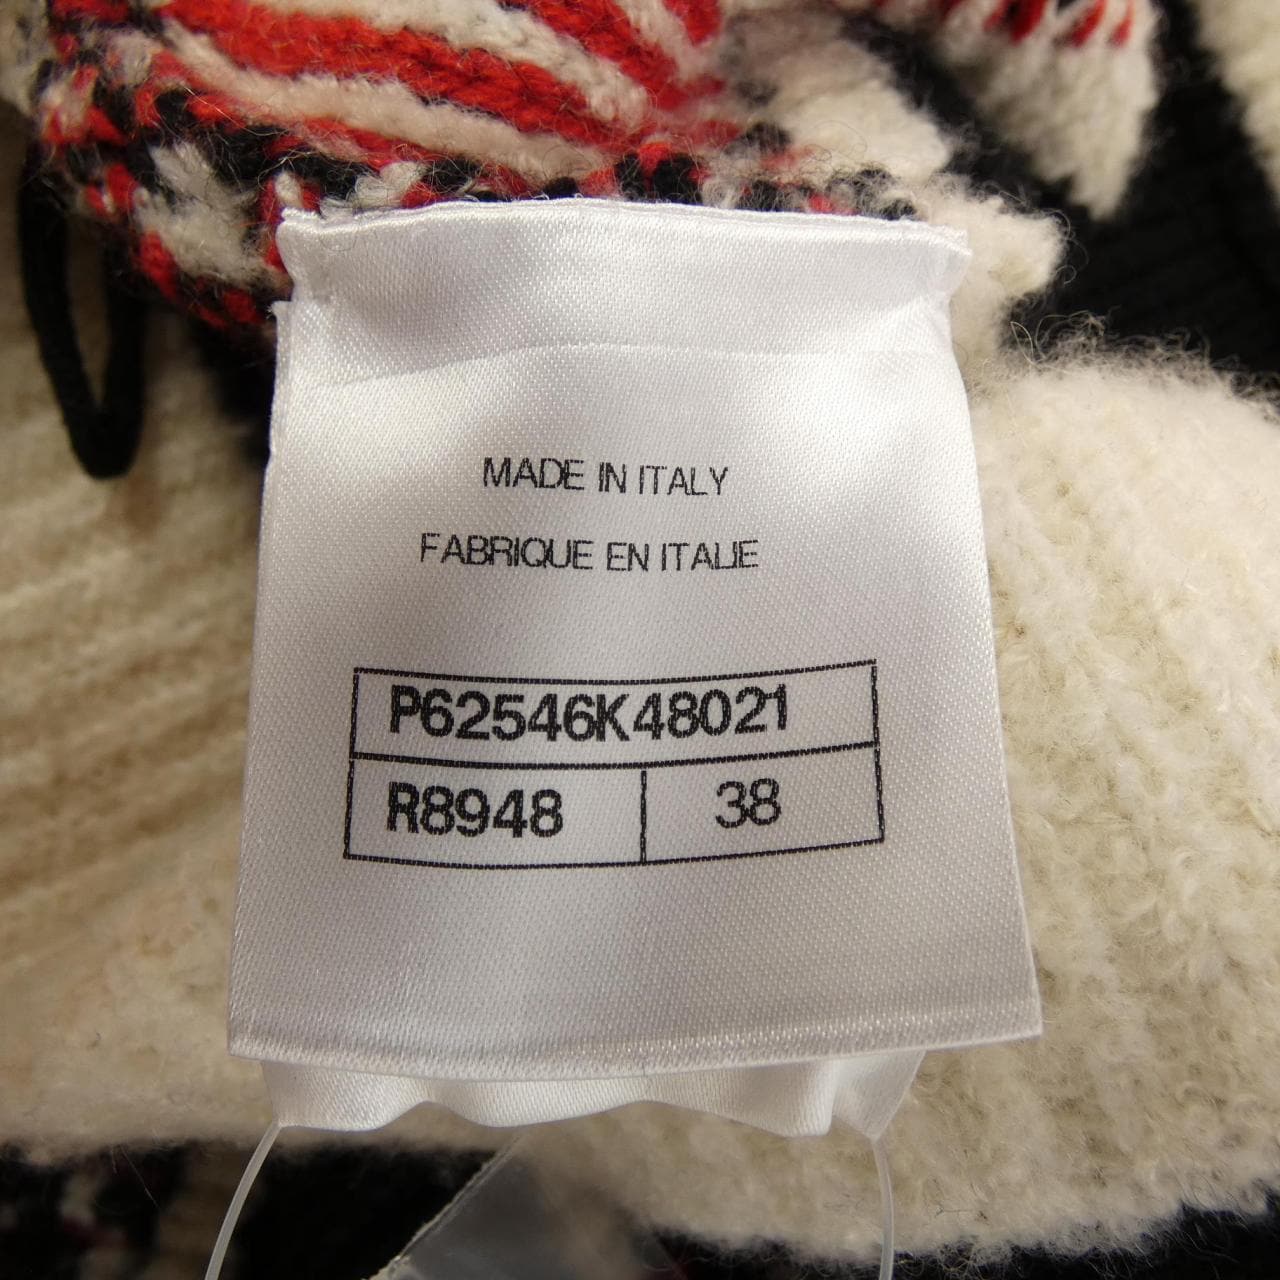 MADE IN ITALY
FABRIQUE EN ITALIE
P62546K48021
R8948 38